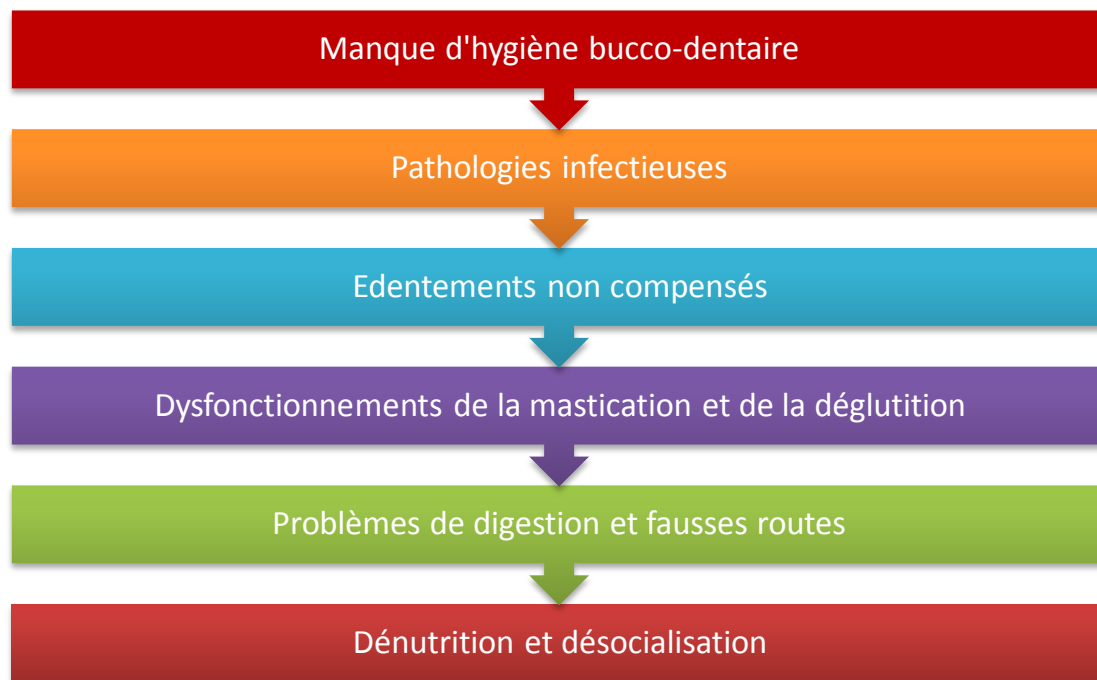 Manque d'hygiène bucco-dentaire
Pathologies infectieuses
Edentements non compensés
Dysfonctionnements de la mastication et de la déglutition
Problèmes de digestion et fausses routes
Dénutrition et désocialisation